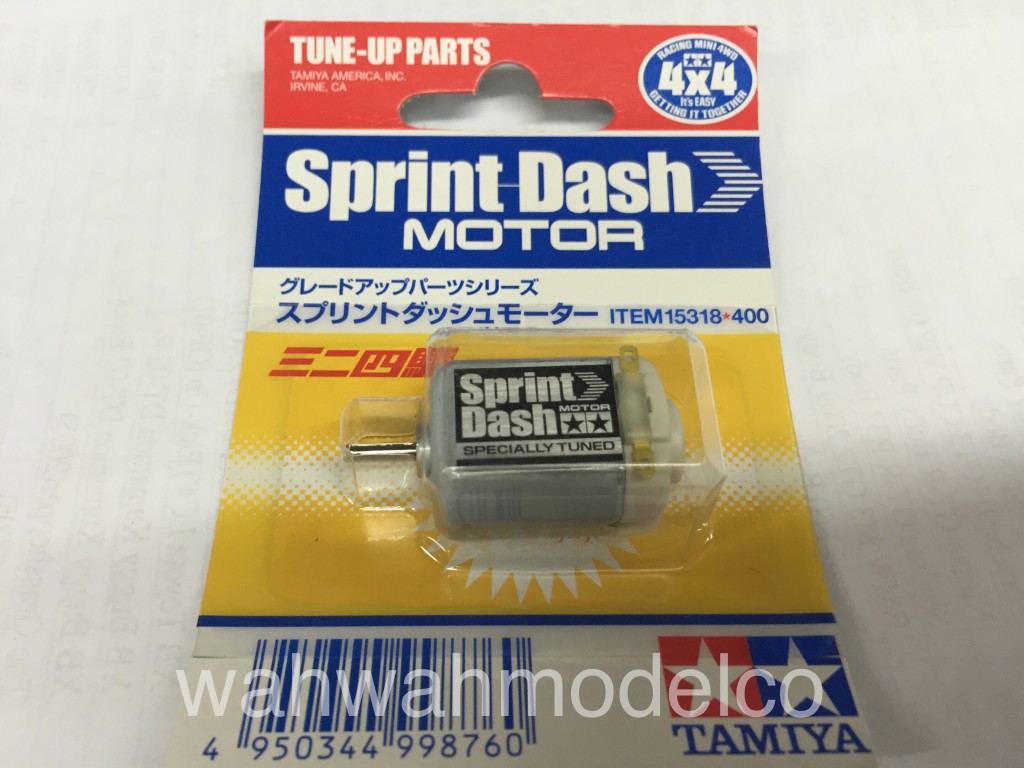 TUNE-UP PARTS
TAMIYA AMERICA, INC.
IRVINE, CA
RACING MINI 4WD
4x4
It's EASY
GETTING IT TOGETHER
Sprint Dash
MOTOR
グレードアップパーツシリーズ
スプリントダッシュモーター ITEM 15318★400
ミニ四駆
Sprint
Dash
MOTOR
SPECIALLY TUNED
wahwahmodelco
4 950344 998760
TAMIYA